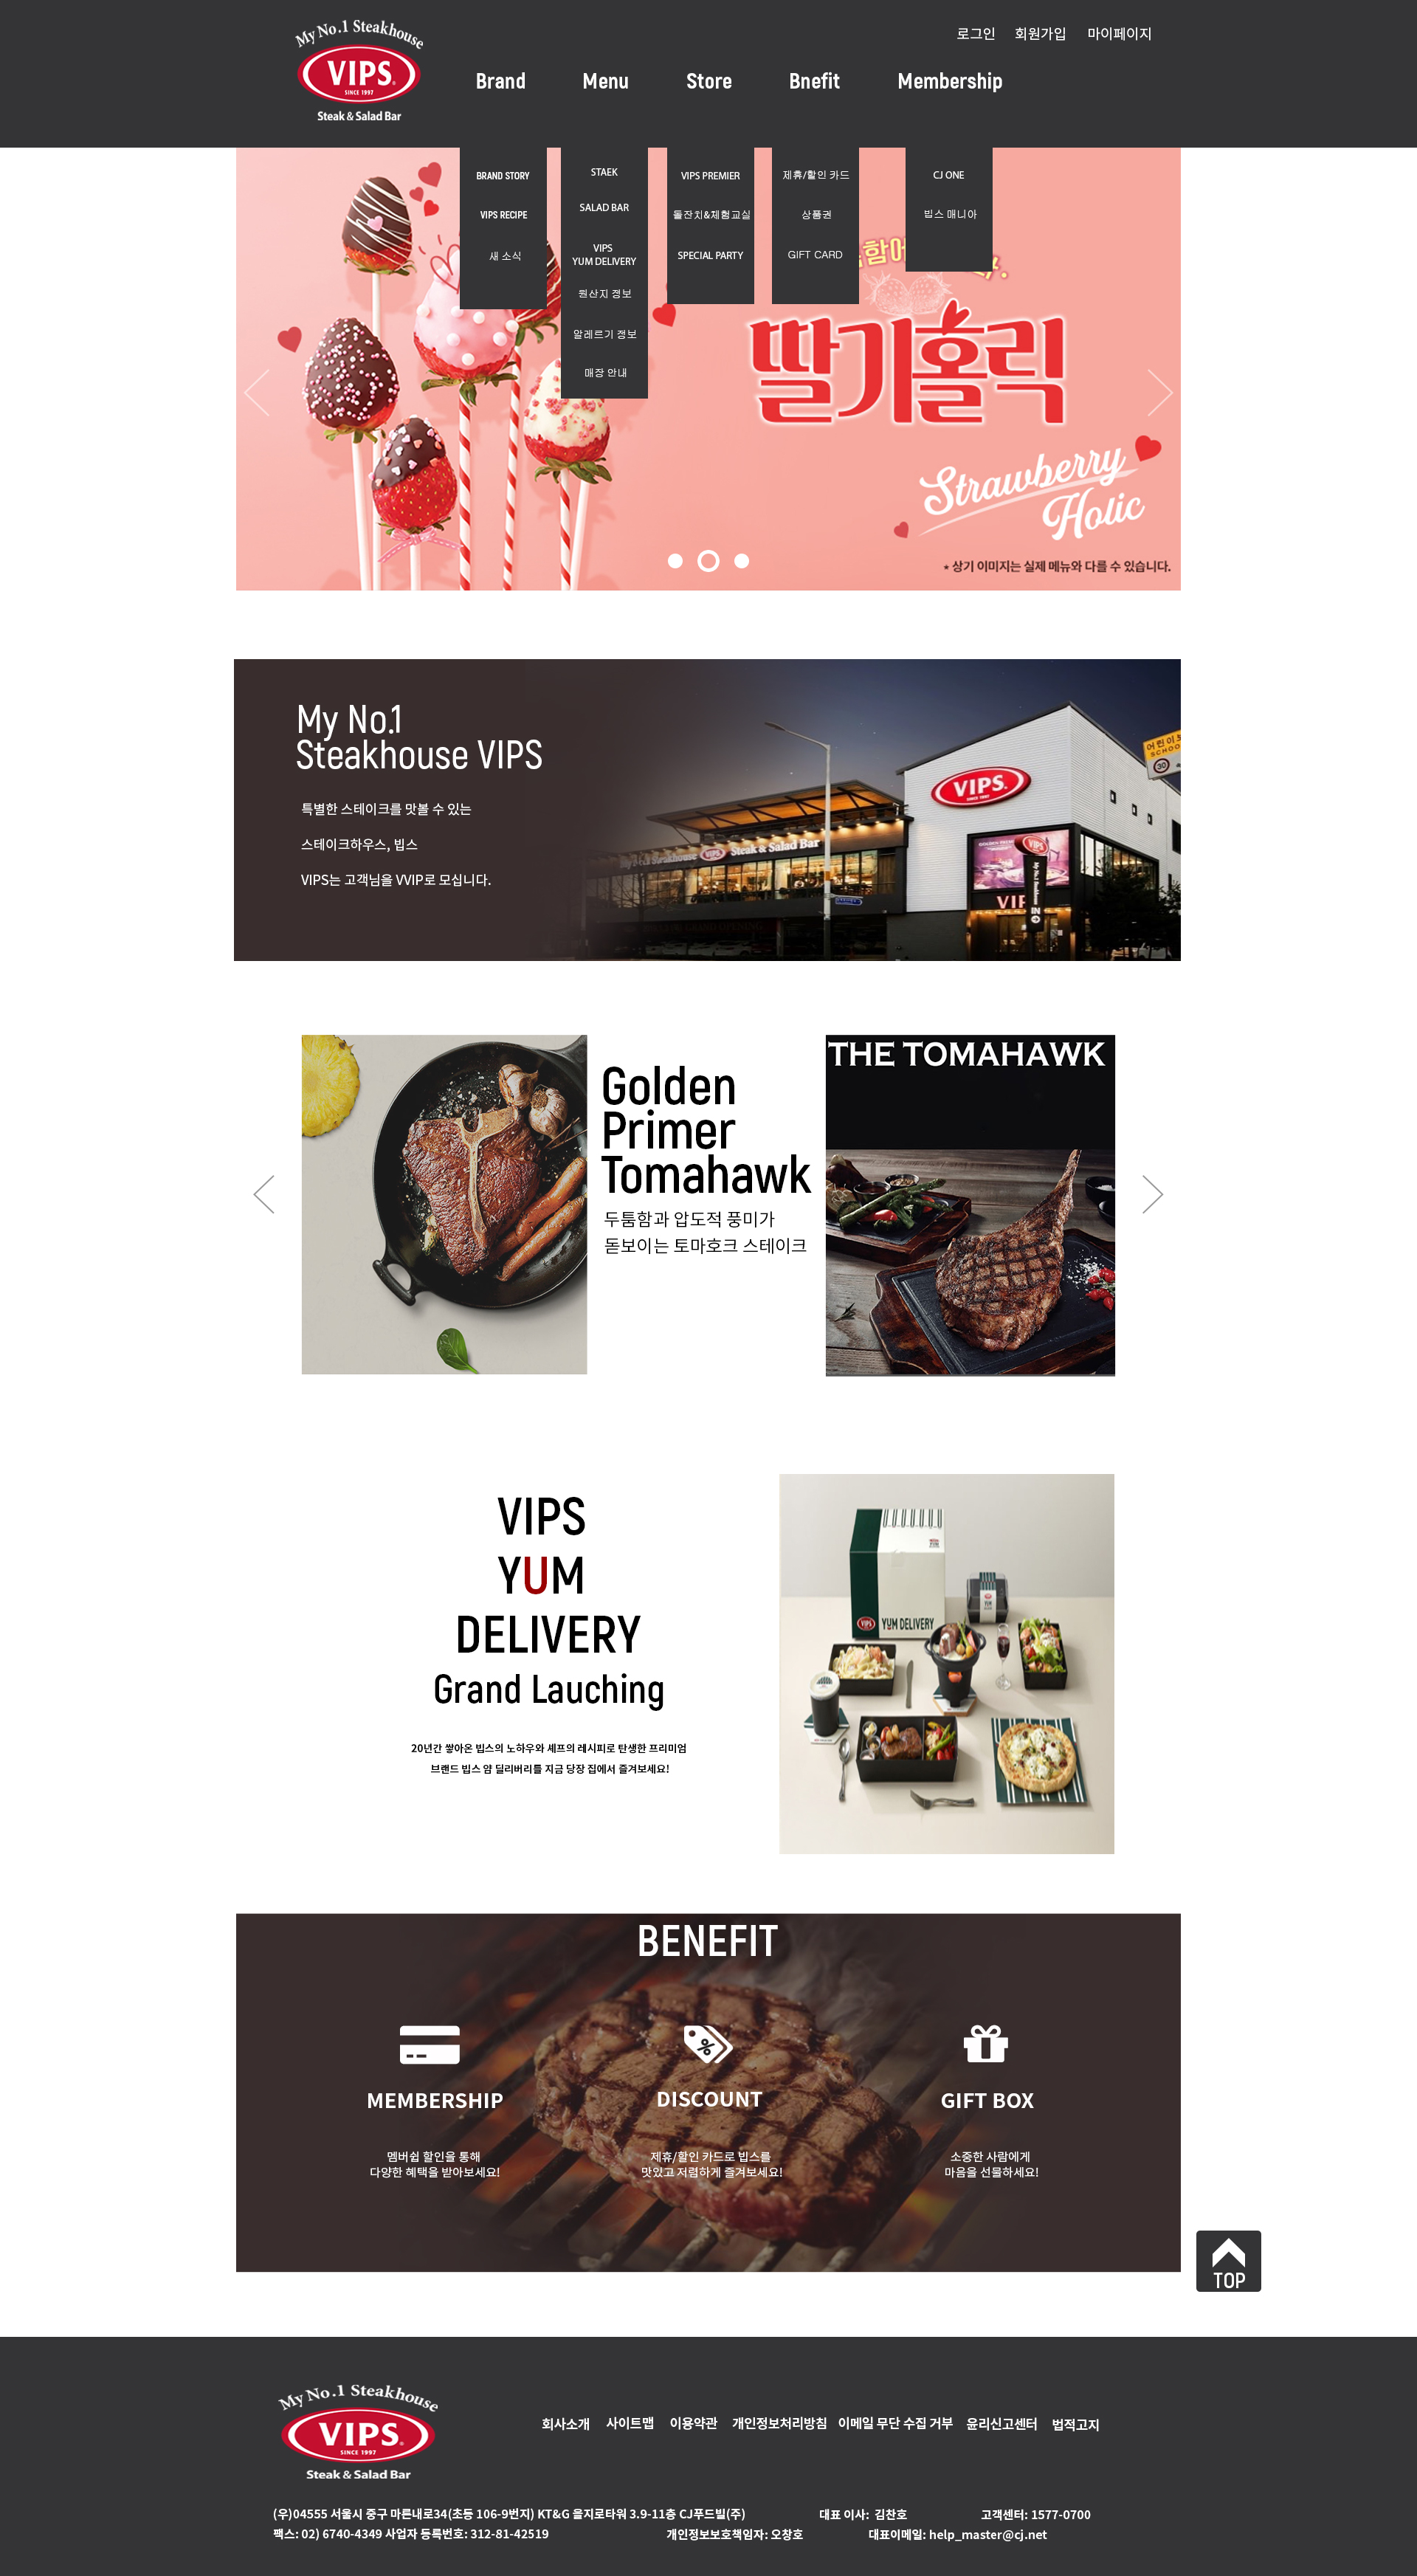 My No.1 Steakhouse
VIPS
SINCE 1997
Steak & Salad Bar
로그인 회원가입 마이페이지
Brand Menu Store Bnefit Membership
BRAND STORY
VIPS RECIPE
새 소식
STAEK
SALAD BAR
VIPS
YUM DELIVERY
원산지 정보
알레르기 정보
매장 안내
VIPS PREMIER
돌잔치&체험교실
SPECIAL PARTY
제휴/할인 카드
상품권
GIFT CARD
CJ ONE
빕스 매니아
딸기홀릭
Strawberry
Holic
* 상기 이미지는 실제 메뉴와 다를 수 있습니다.
My No.1
Steakhouse VIPS
특별한 스테이크를 맛볼 수 있는
스테이크하우스, 빕스
VIPS는 고객님을 VVIP로 모십니다.
VIPS
My No.1 Steakhouse VIPS Steak & Salad Bar
VIPS
VIP
어린이보
SCHOO
30
Golden
Primer
Tomahawk
두툼함과 압도적 풍미가
돋보이는 토마호크 스테이크
THE TOMAHAWK
VIPS
YUM
DELIVERY
Grand Lauching
20년간 쌓아온 빕스의 노하우와 셰프의 레시피로 탄생한 프리미엄
브랜드 빕스 얌 딜리버리를 지금 당장 집에서 즐겨보세요!
VIPS YUM DELIVERY
BENEFIT
MEMBERSHIP
멤버쉽 할인을 통해
다양한 혜택을 받아보세요!
DISCOUNT
제휴/할인 카드로 빕스를
맛있고 저렴하게 즐겨보세요!
GIFT BOX
소중한 사람에게
마음을 선물하세요!
TOP
My No.1 Steakhouse
VIPS
SINCE 1997
Steak & Salad Bar
회사소개 사이트맵 이용약관 개인정보처리방침 이메일 무단 수집 거부 윤리신고센터 법적고지
(우)04555 서울시 중구 마른내로34(초동 106-9번지) KT&G 을지로타워 3.9-11층 CJ푸드빌(주) 대표 이사: 김찬호 고객센터: 1577-0700
팩스: 02) 6740-4349 사업자 등록번호: 312-81-42519 개인정보보호책임자: 오창호 대표이메일: help_master@cj.net